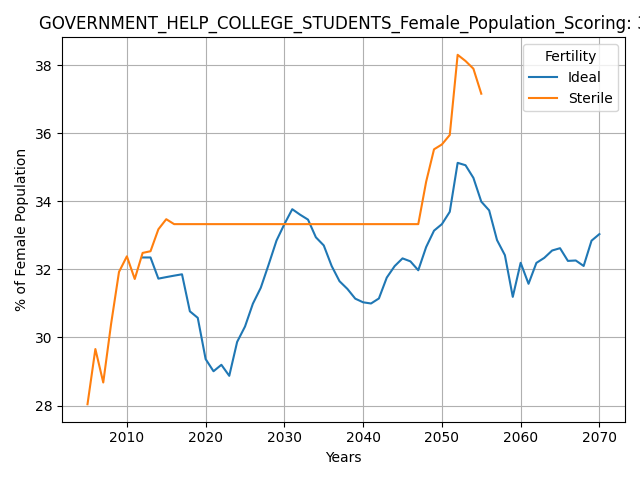 GOVERNMENT_HELP_COLLEGE_STUDENTS_Female_Population_Scoring:
Fertility
Ideal
Sterile
% of Female Population
38
36
34
32
30
28
2010 2020 2030 2040 2050 2060 2070
Years